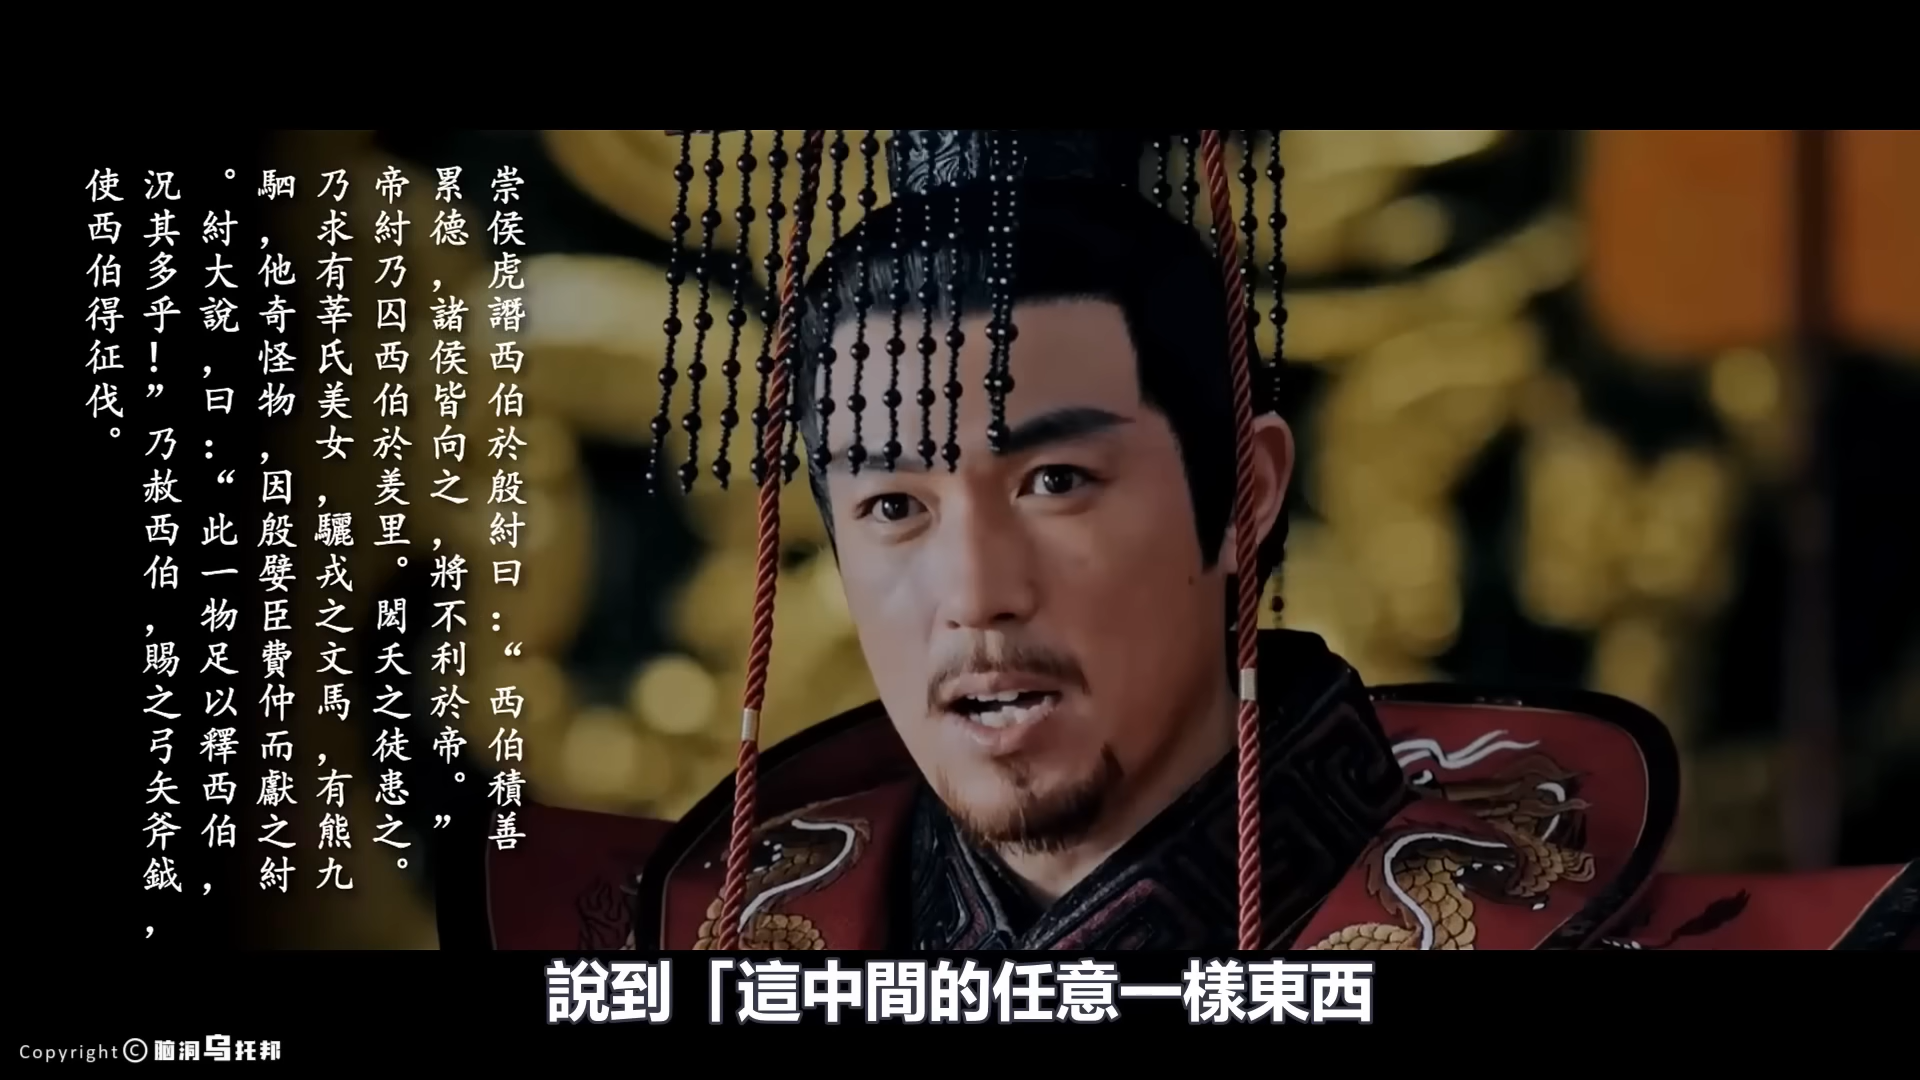 崇侯虎譖西伯於殷紂曰：“西伯積善
累德，諸侯皆向之，將不利於帝。”
帝紂乃囚西伯於羑里。閎夭之徒患之。
乃求有莘氏美女，驪戎之文馬，有熊九
駟，他奇怪物，因殷嬖臣費仲而獻之紂
。紂大說，曰：“此一物足以釋西伯，
況其多乎！”乃赦西伯，賜之弓矢斧鉞，
使西伯得征伐。
說到「這中間的任意一樣東西
Copyright © 脑洞乌托邦